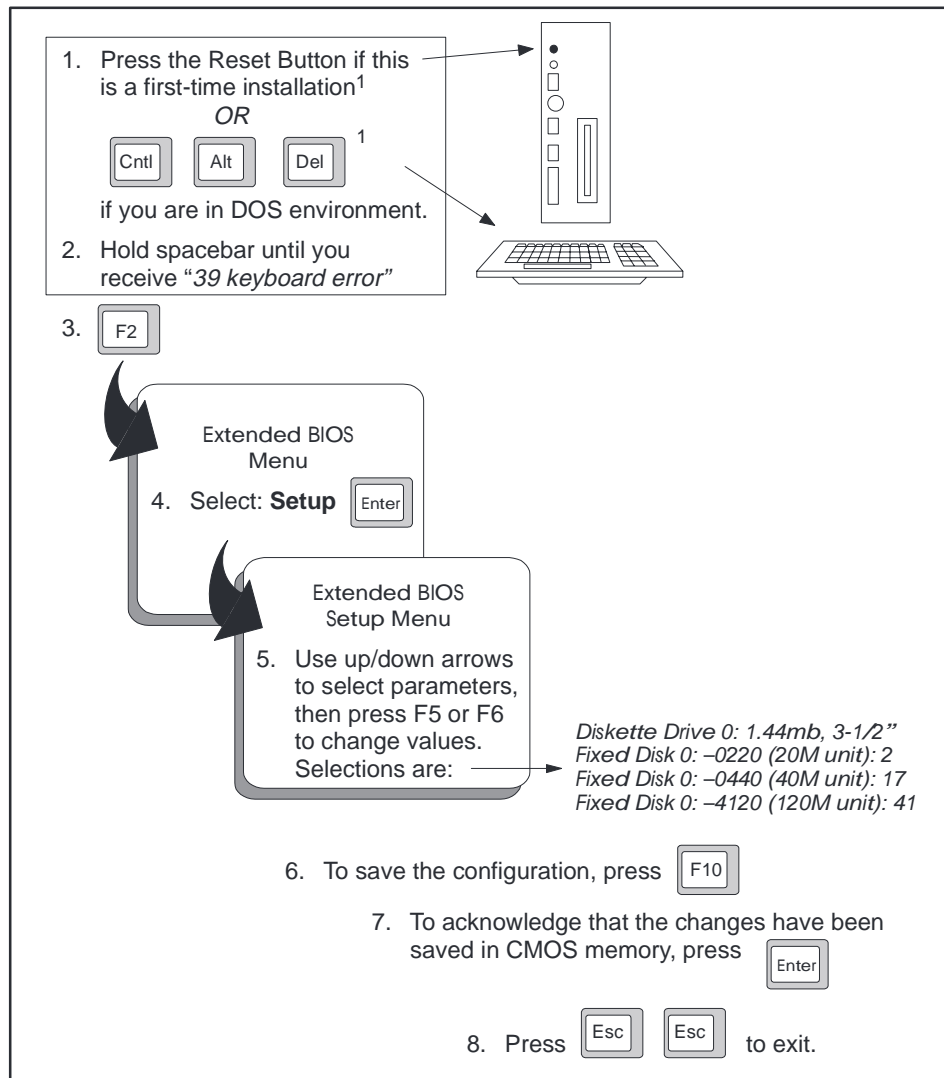 1. Press the Reset Button if this
is a first-time installation1
OR
Cntl Alt Del 1
if you are in DOS environment.
2. Hold spacebar until you
receive “39 keyboard error”
3. F2
Extended BIOS
Menu
4. Select: Setup Enter
Extended BIOS
Setup Menu
5. Use up/down arrows
to select parameters,
then press F5 or F6
to change values.
Selections are:
Diskette Drive 0: 1.44mb, 3-1/2”
Fixed Disk 0: –0220 (20M unit): 2
Fixed Disk 0: –0440 (40M unit): 17
Fixed Disk 0: –4120 (120M unit): 41
6. To save the configuration, press F10
7. To acknowledge that the changes have been
saved in CMOS memory, press Enter
8. Press Esc Esc to exit.